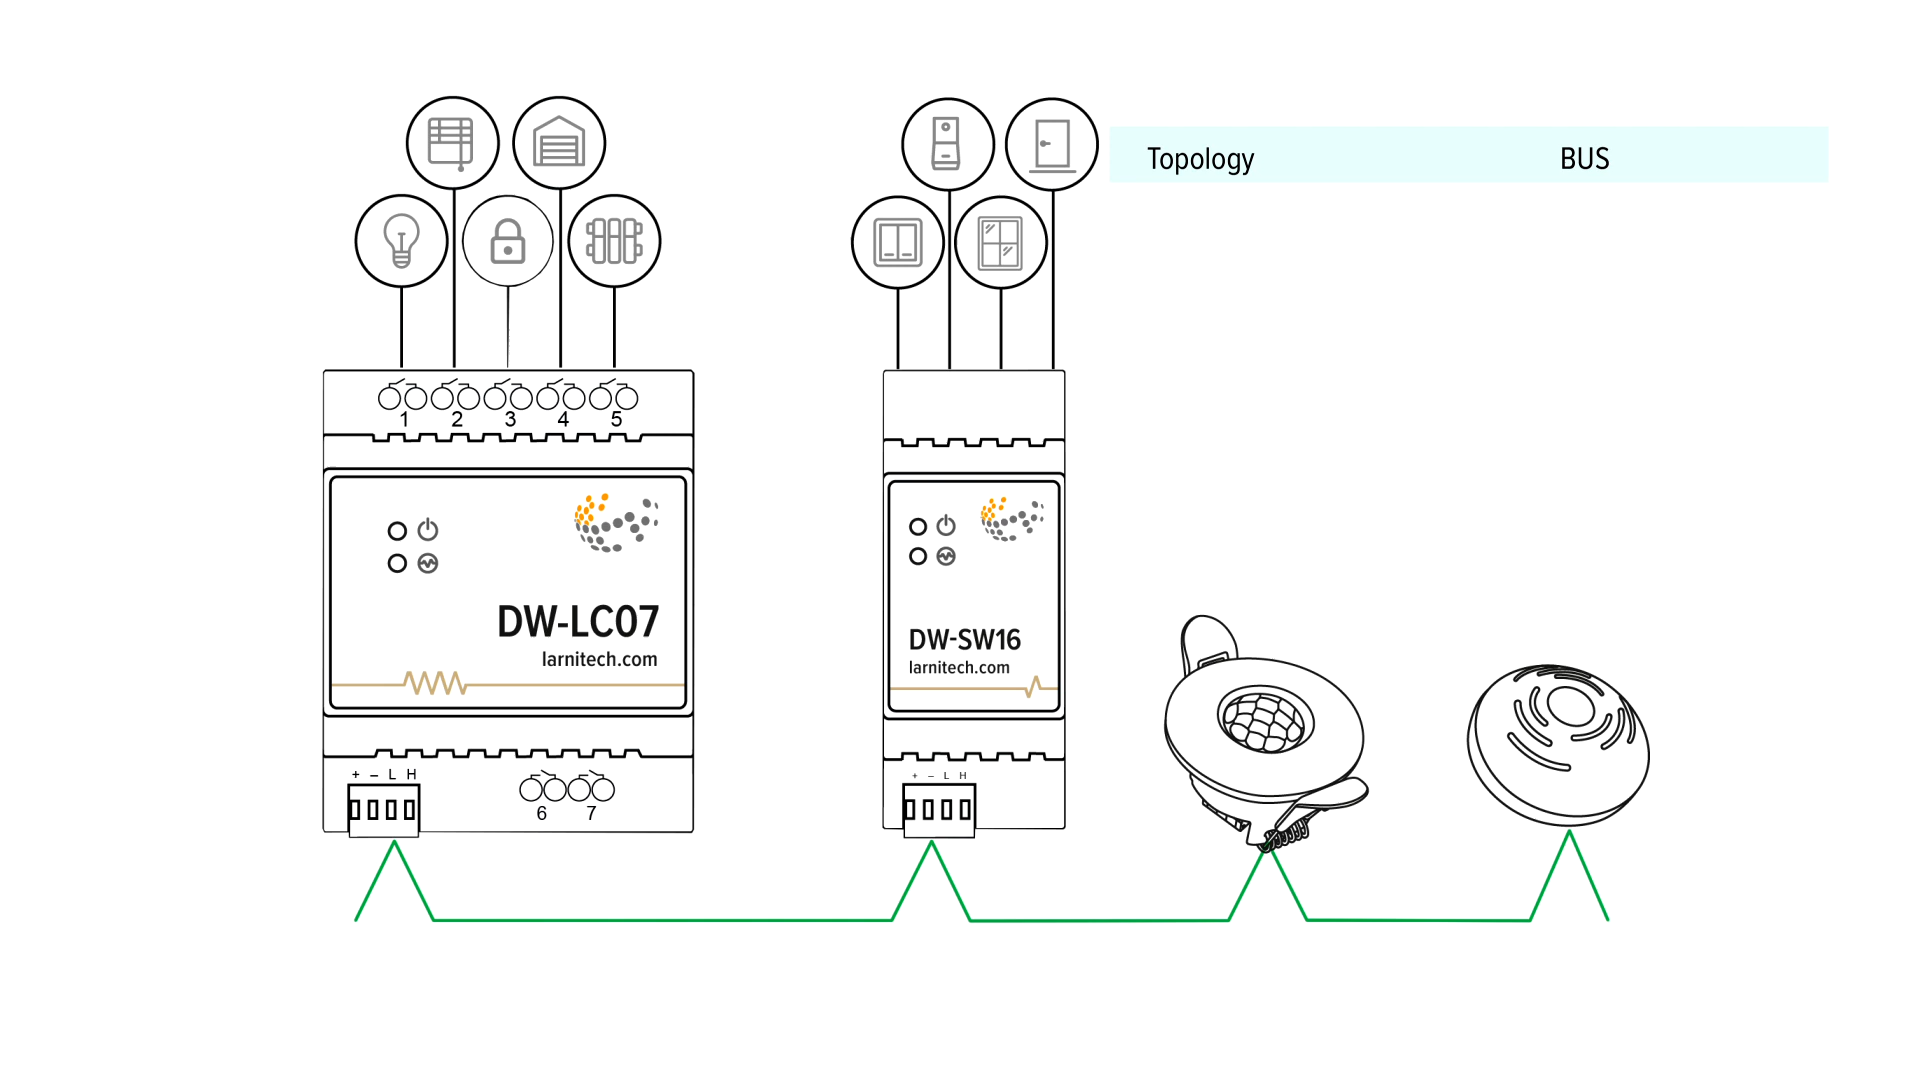 Topology BUS
1 2 3 4 5
DW-LC07
larnitech.com
+ – L H
6 7
DW-SW16
larnitech.com
+ – L H